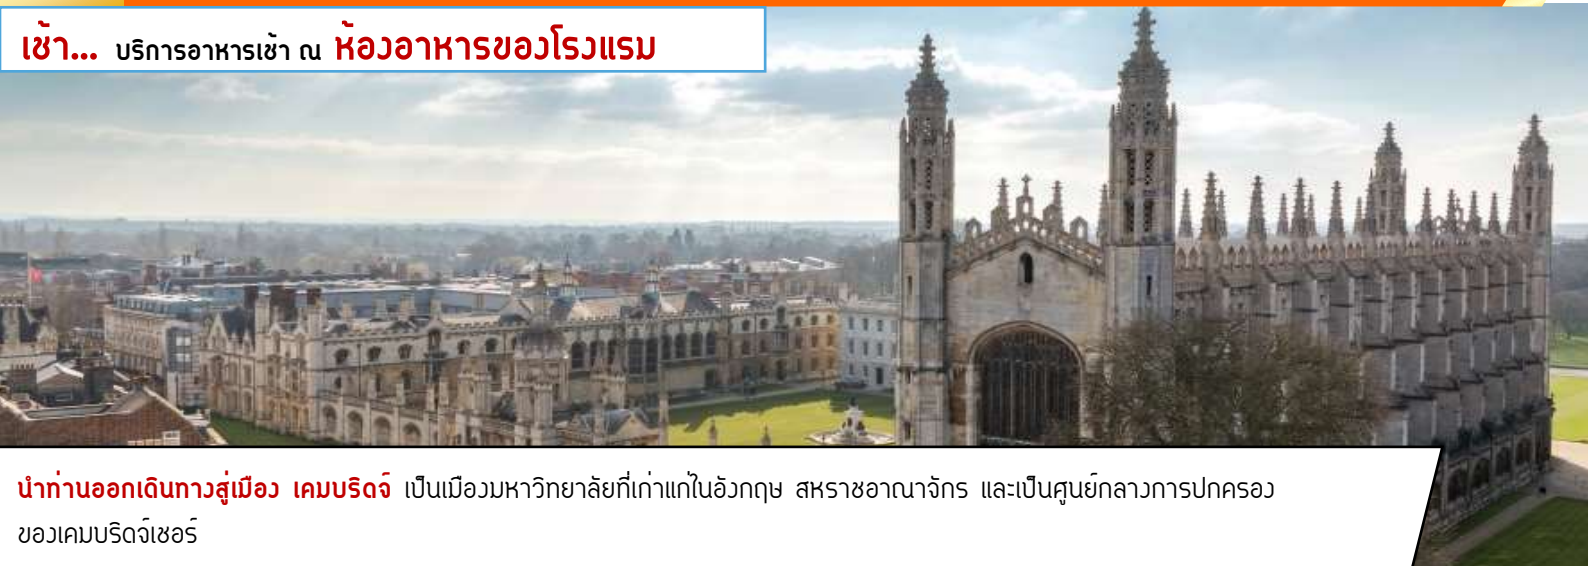 เช้า... บริการอาหารเช้า ณ ห้องอาหารของโรงแรม
นำท่านออกเดินทางสู่เมือง เคมบริดจ์ เป็นเมืองมหาวิทยาลัยที่เก่าแก่ในอังกฤษ สหราชอาณาจักร และเป็นศูนย์กลางการปกครอง
ของเคมบริดจ์เชอร์